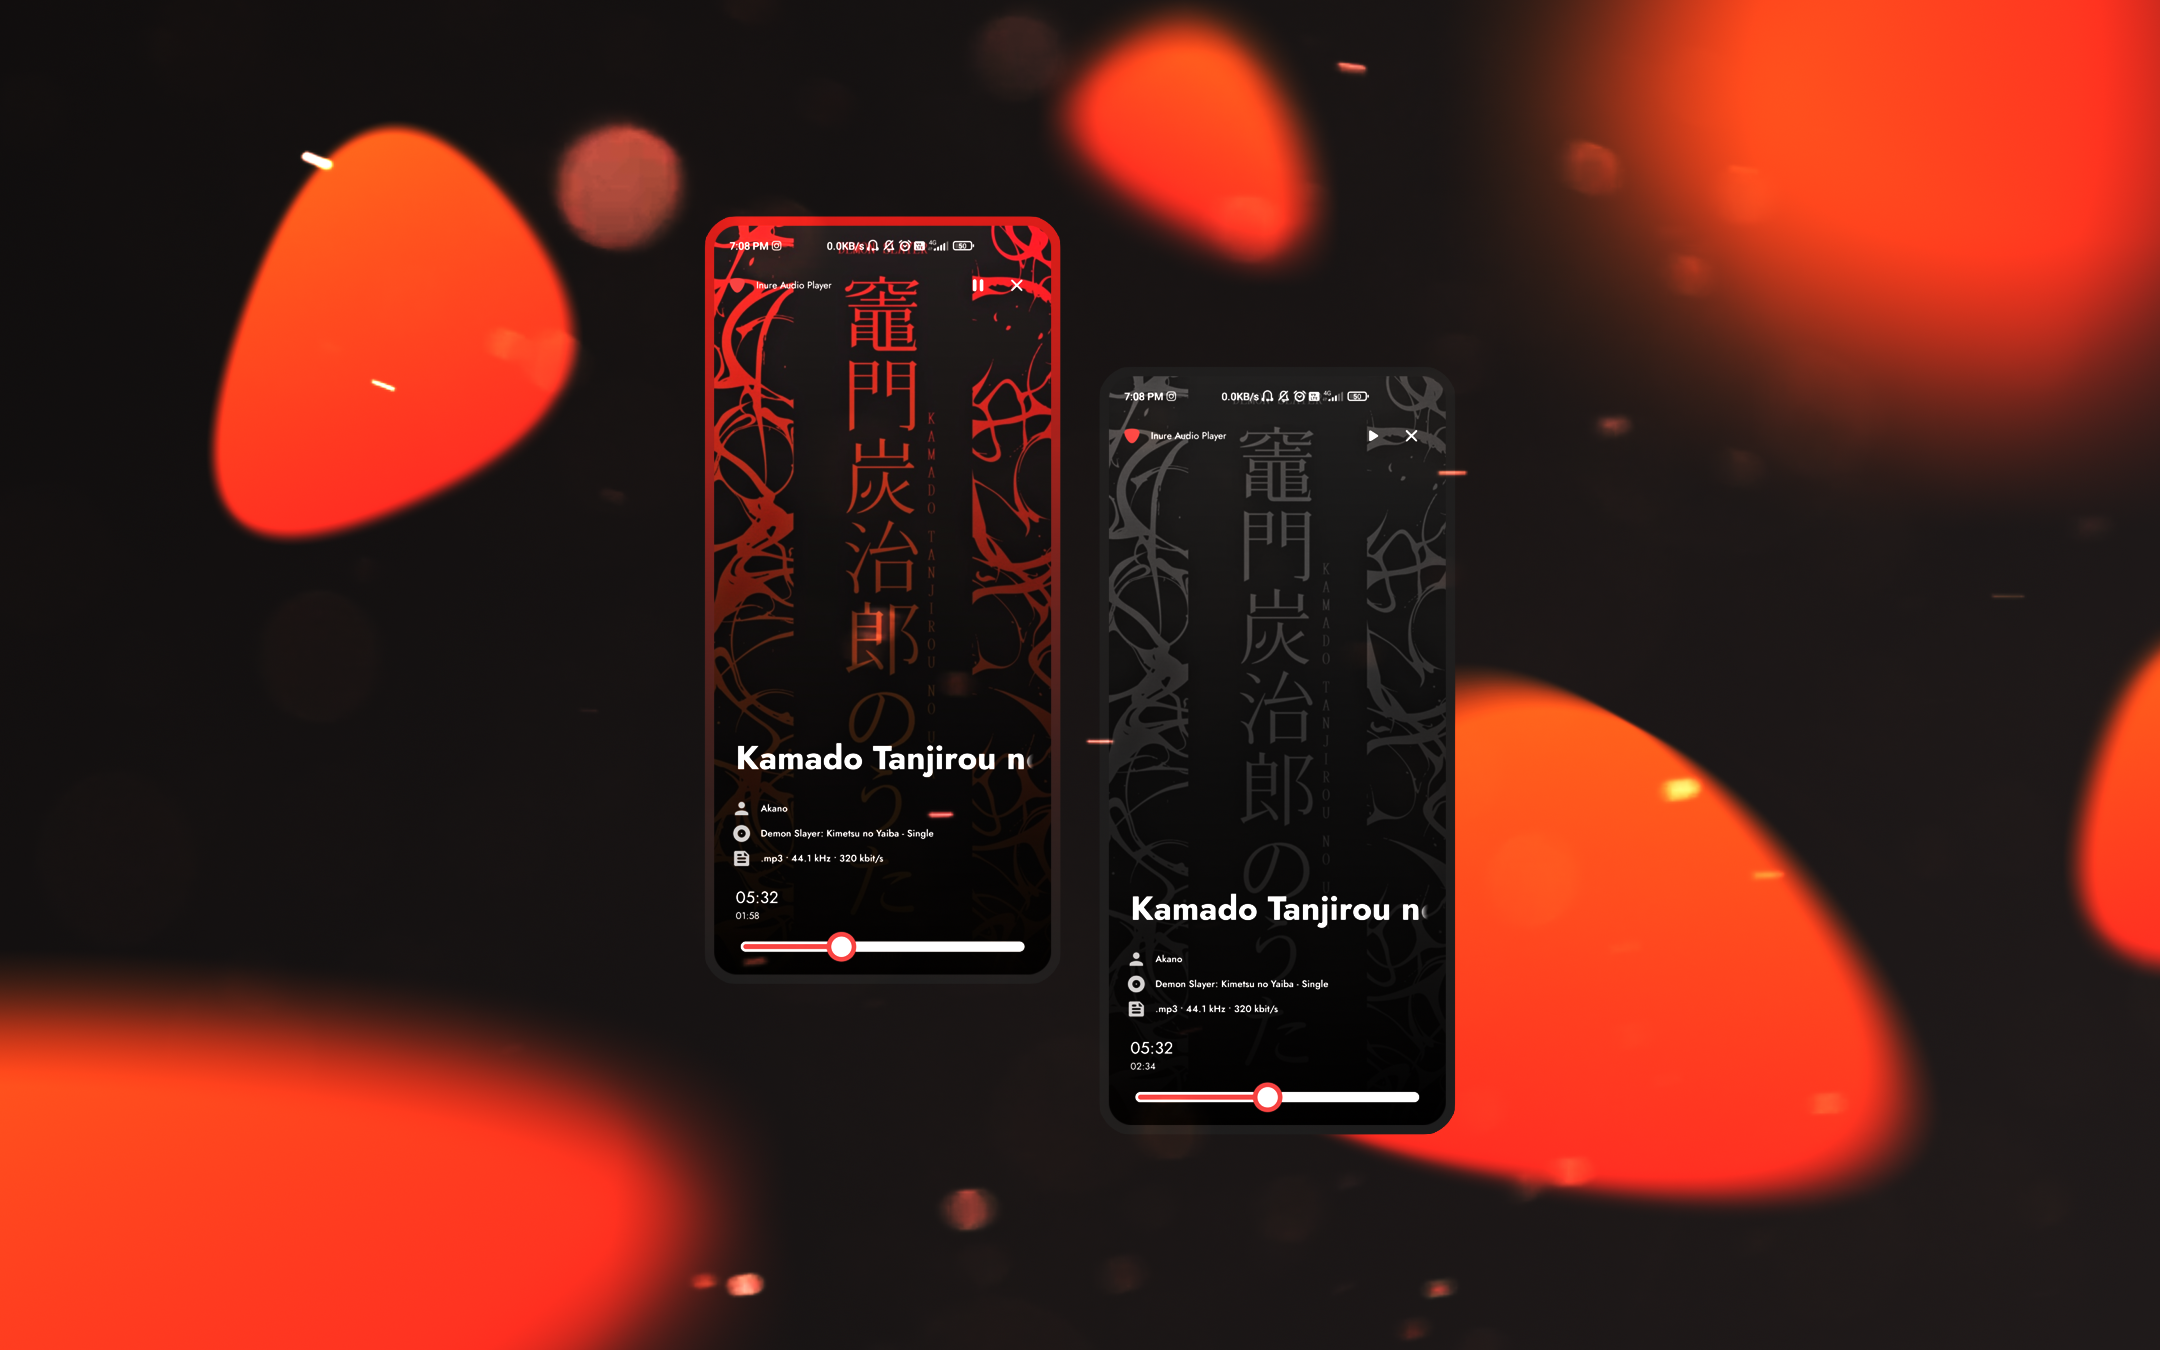 7:08 PM
0.0KB/s 4G 50
Inure Audio Player
竈門炭治郎のうた
KAMADO TANJIROU NO U
Kamado Tanjirou n
Akano
Demon Slayer: Kimetsu no Yaiba - Single
.mp3 · 44.1 kHz · 320 kbit/s
05:32
01:58
7:08 PM
0.0KB/s 4G 50
Inure Audio Player
竈門炭治郎のうた
KAMADO TANJIROU NO U
Kamado Tanjirou n
Akano
Demon Slayer: Kimetsu no Yaiba - Single
.mp3 · 44.1 kHz · 320 kbit/s
05:32
02:34